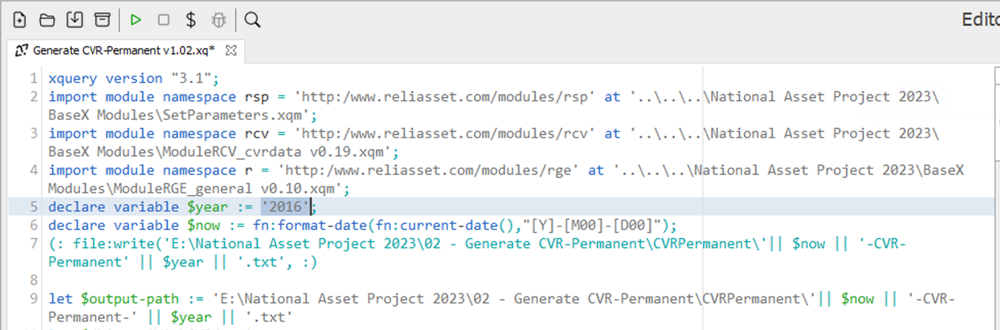 Edito
Generate CVR-Permanent v1.02.xq*
1 xquery version "3.1";
2 import module namespace rsp = 'http:/www.reliasset.com/modules/rsp' at '..\..\..\National Asset Project 2023\
BaseX Modules\SetParameters.xqm';
3 import module namespace rcv = 'http:/www.reliasset.com/modules/rcv' at '..\..\..\National Asset Project 2023\
BaseX Modules\ModuleRCV_cvrdata v0.19.xqm';
4 import module namespace r = 'http:/www.reliasset.com/modules/rge' at '..\..\..\National Asset Project 2023\BaseX
Modules\ModuleRGE_general v0.10.xqm';
5 declare variable $year := '2016';
6 declare variable $now := fn:format-date(fn:current-date(),"[Y]-[M00]-[D00]");
7 (: file:write('E:\National Asset Project 2023\02 - Generate CVR-Permanent\CVRPermanent\'|| $now || '-CVR-
Permanent' || $year || '.txt', :)
8
9 let $output-path := 'E:\National Asset Project 2023\02 - Generate CVR-Permanent\CVRPermanent\'|| $now || '-CVR-
Permanent-' || $year || '.txt'